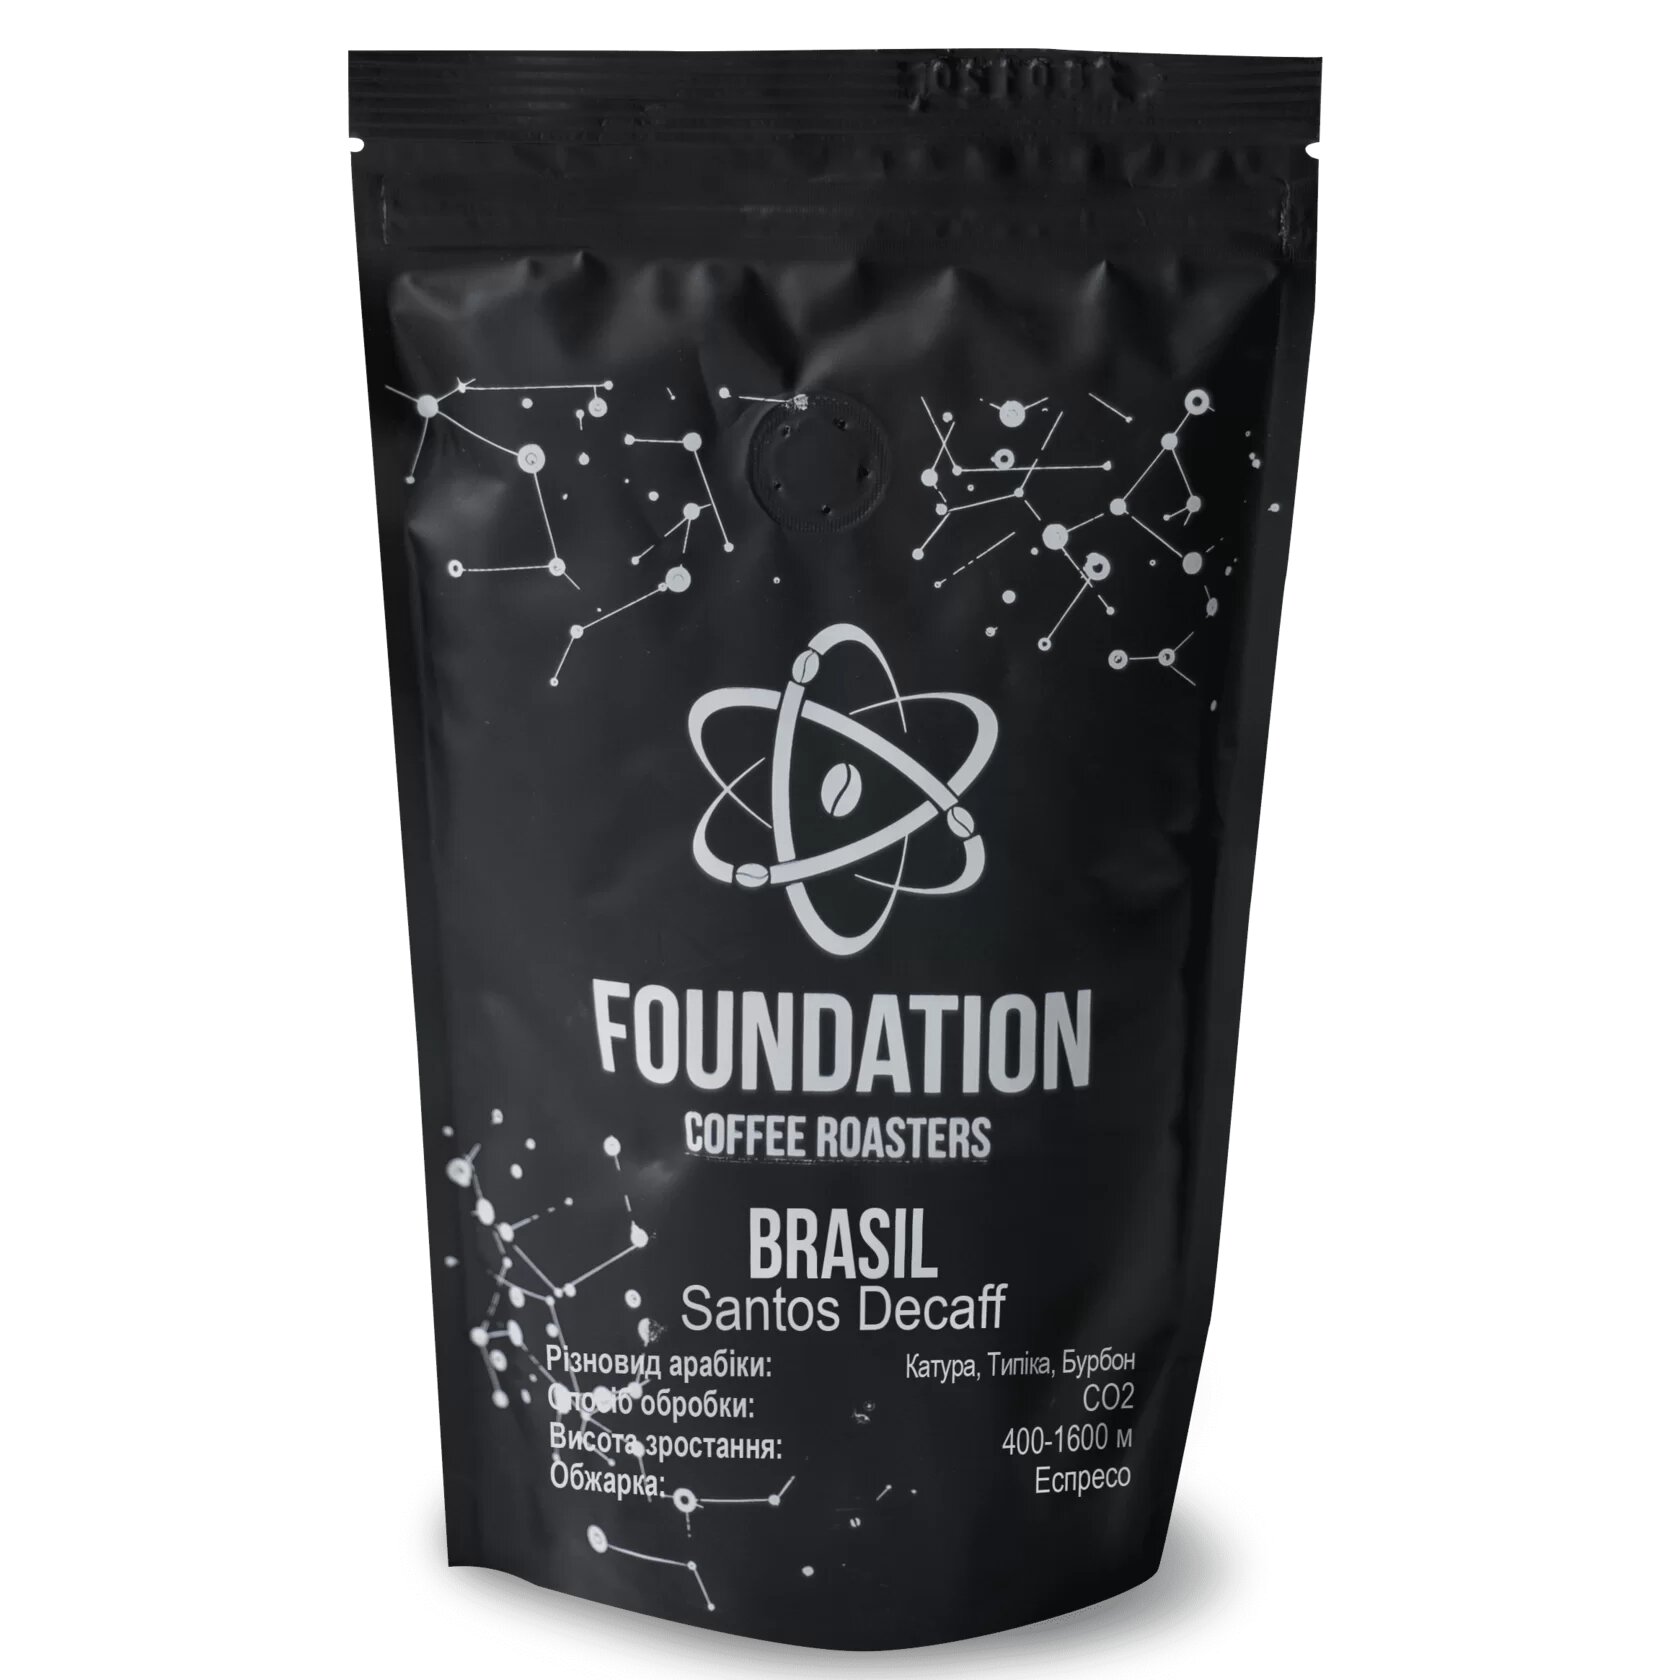 FOUNDATION
COFFEE ROASTERS
BRASIL
Santos Decaff
Різновид арабіки: Катура, Типіка, Бурбон
Спосіб обробки: CO2
Висота зростання: 400-1600 м
Обжарка: Еспресо